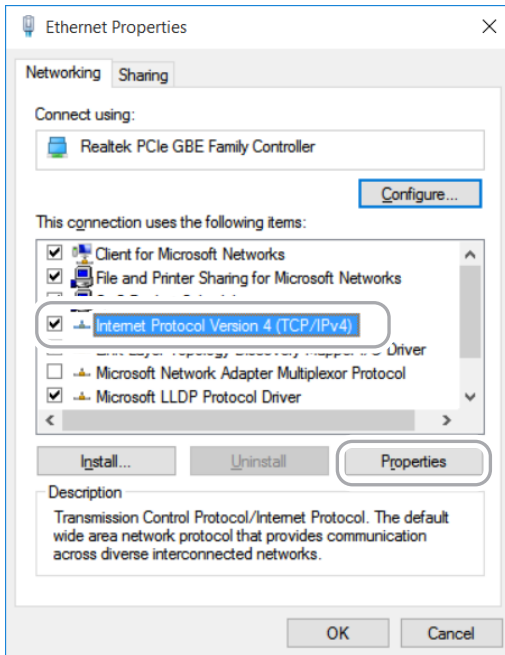 Ethernet Properties
Networking
Sharing
Connect using:
Realtek PCIe GBE Family Controller
Configure...
This connection uses the following items:
Client for Microsoft Networks
File and Printer Sharing for Microsoft Networks
Internet Protocol Version 4 (TCP/IPv4)
Driver
Microsoft Network Adapter Multiplexor Protocol
Microsoft LLDP Protocol Driver
Install...
Uninstall
Properties
Description
Transmission Control Protocol/Internet Protocol. The default
wide area network protocol that provides communication
across diverse interconnected networks.
OK
Cancel